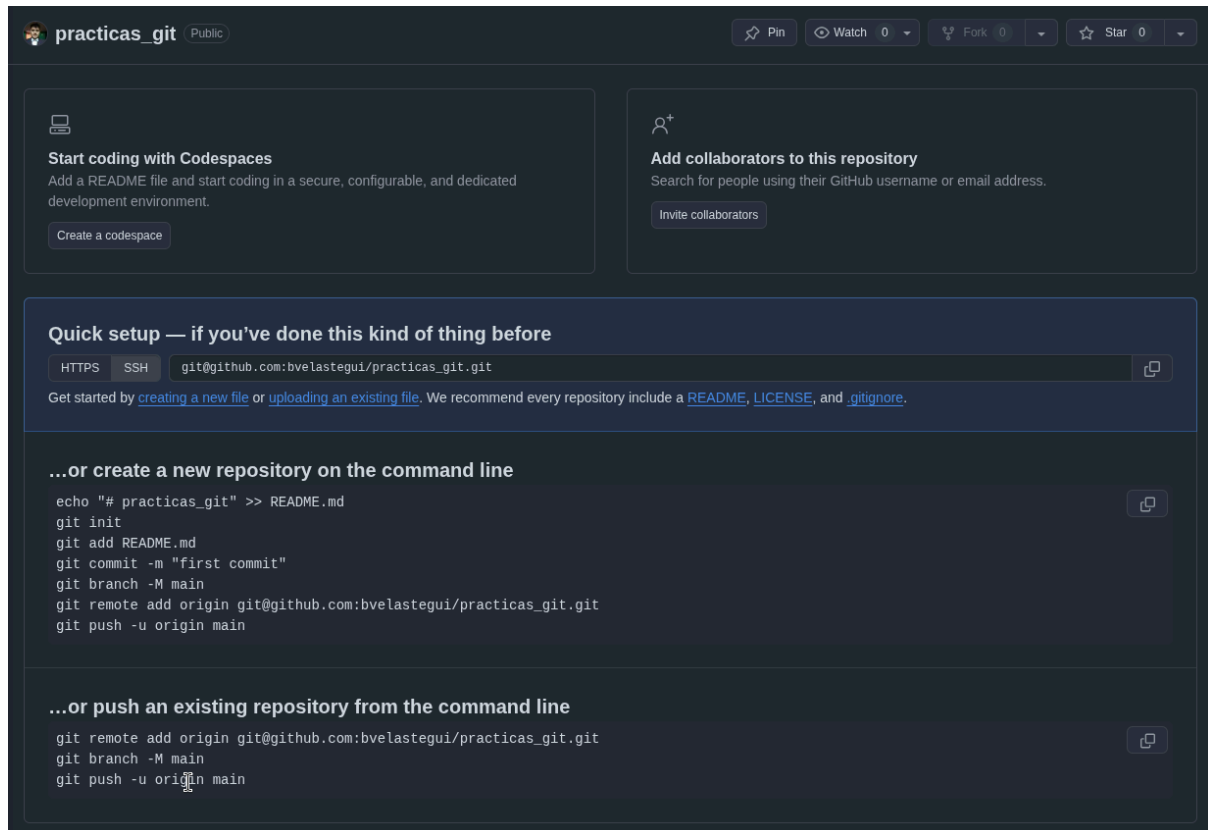 practicas_git Public
Pin
Watch 0
Fork 0
Star 0
Start coding with Codespaces
Add a README file and start coding in a secure, configurable, and dedicated
development environment.
Create a codespace
Add collaborators to this repository
Search for people using their GitHub username or email address.
Invite collaborators
Quick setup — if you’ve done this kind of thing before
HTTPS SSH git@github.com:bvelastegui/practicas_git.git
Get started by creating a new file or uploading an existing file. We recommend every repository include a README, LICENSE, and .gitignore.
…or create a new repository on the command line
echo "# practicas_git" >> README.md
git init
git add README.md
git commit -m "first commit"
git branch -M main
git remote add origin git@github.com:bvelastegui/practicas_git.git
git push -u origin main
…or push an existing repository from the command line
git remote add origin git@github.com:bvelastegui/practicas_git.git
git branch -M main
git push -u origin main